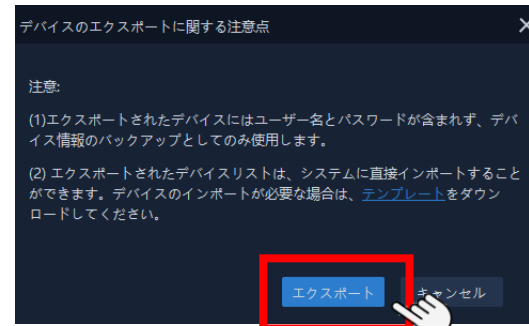 デバイスのエクスポートに関する注意点
注意:
(1)エクスポートされたデバイスにはユーザー名とパスワードが含まれず、デバ
イス情報のバックアップとしてのみ使用します。
(2) エクスポートされたデバイスリストは、システムに直接インポートすること
ができます。デバイスのインポートが必要な場合は、テンプレートをダウン
ロードしてください。
エクスポート
キャンセル